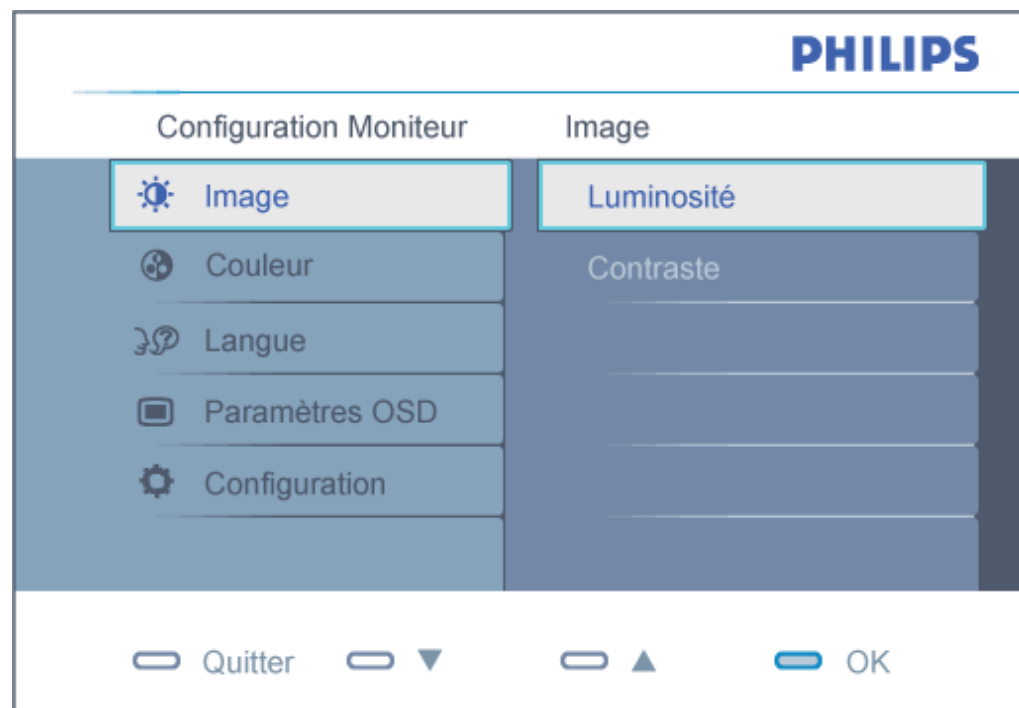 PHILIPS
Configuration Moniteur Image
Image Luminosité
Couleur Contraste
Langue
Paramètres OSD
Configuration
Quitter ▼ ▲ OK